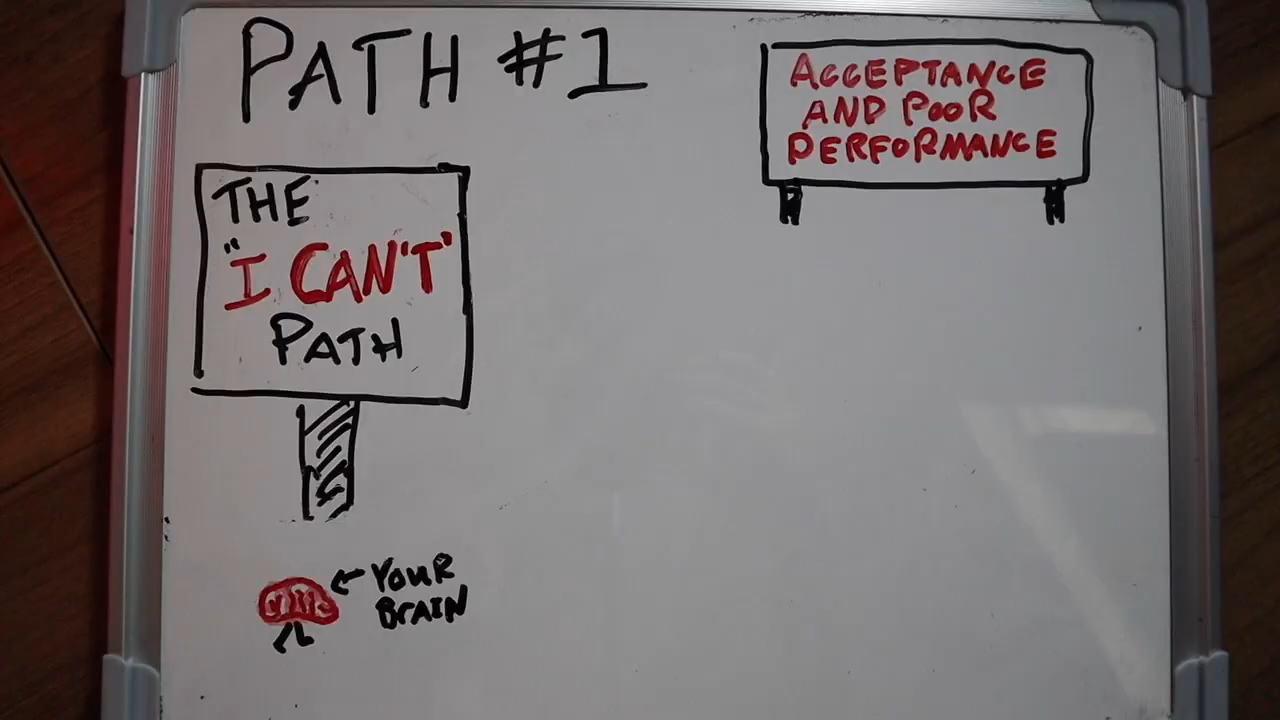 PATH #1
ACCEPTANCE
AND POOR
PERFORMANCE
THE
"I CAN'T"
PATH
YOUR
BRAIN